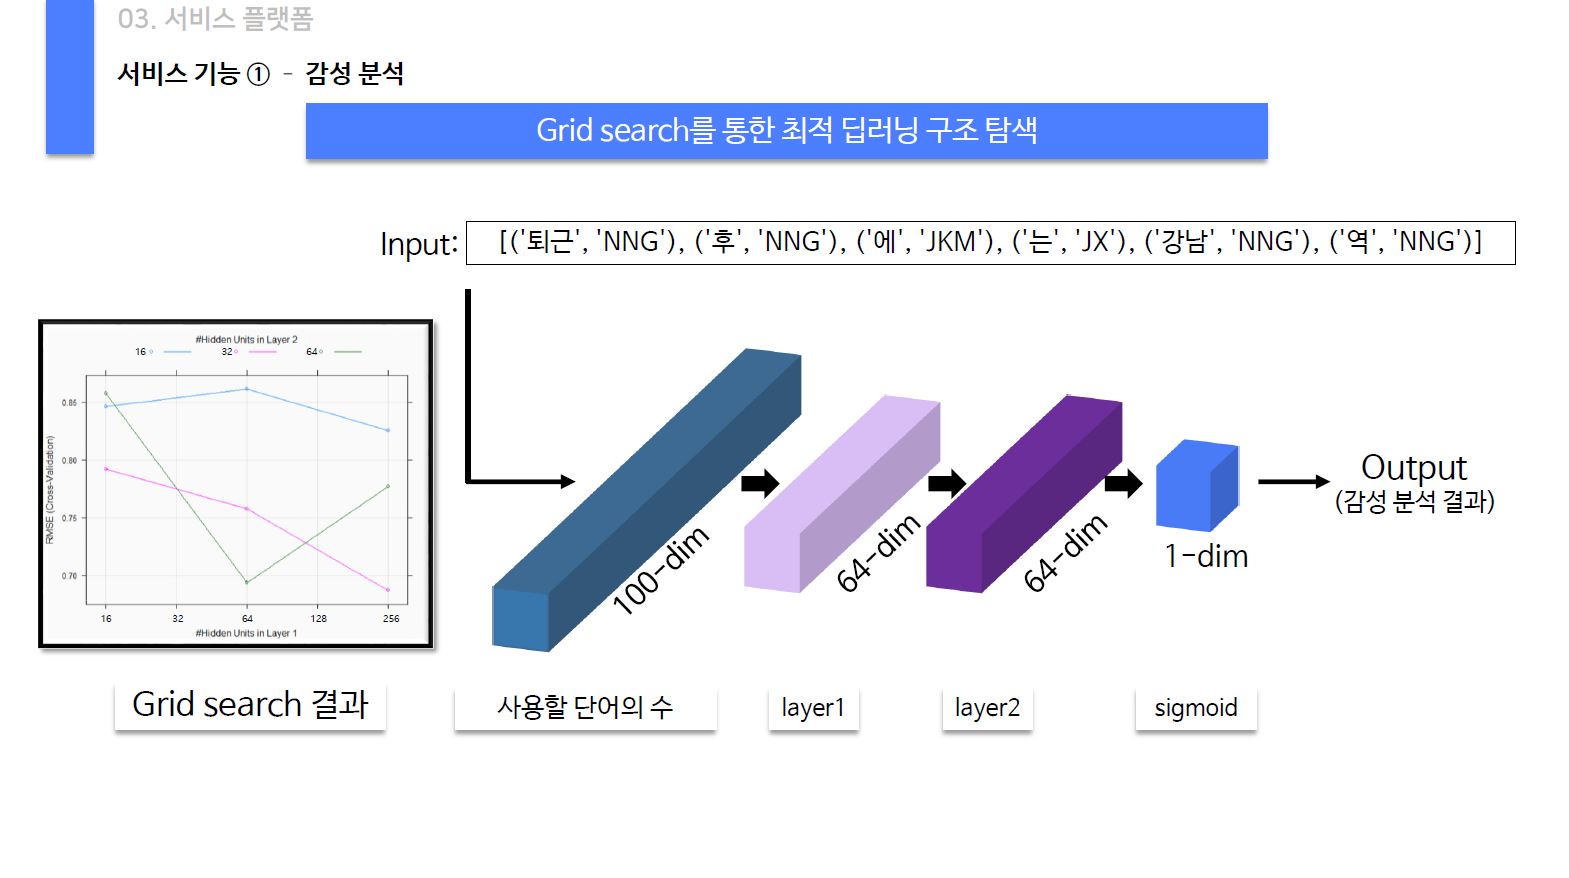 03. 서비스 플랫폼
서비스 기능 ① - 감성 분석
Grid search를 통한 최적 딥러닝 구조 탐색
Input: [('퇴근', 'NNG'), ('후', 'NNG'), ('에', 'JKM'), ('는', 'JX'), ('강남', 'NNG'), ('역', 'NNG')]
#Hidden Units in Layer 2
16 32 64
RMSE (Cross-Validation)
0.85
0.80
0.75
0.70
16 32 64 128 256
#Hidden Units in Layer 1
100-dim
64-dim
64-dim
1-dim
Output
(감성 분석 결과)
Grid search 결과
사용할 단어의 수
layer1
layer2
sigmoid